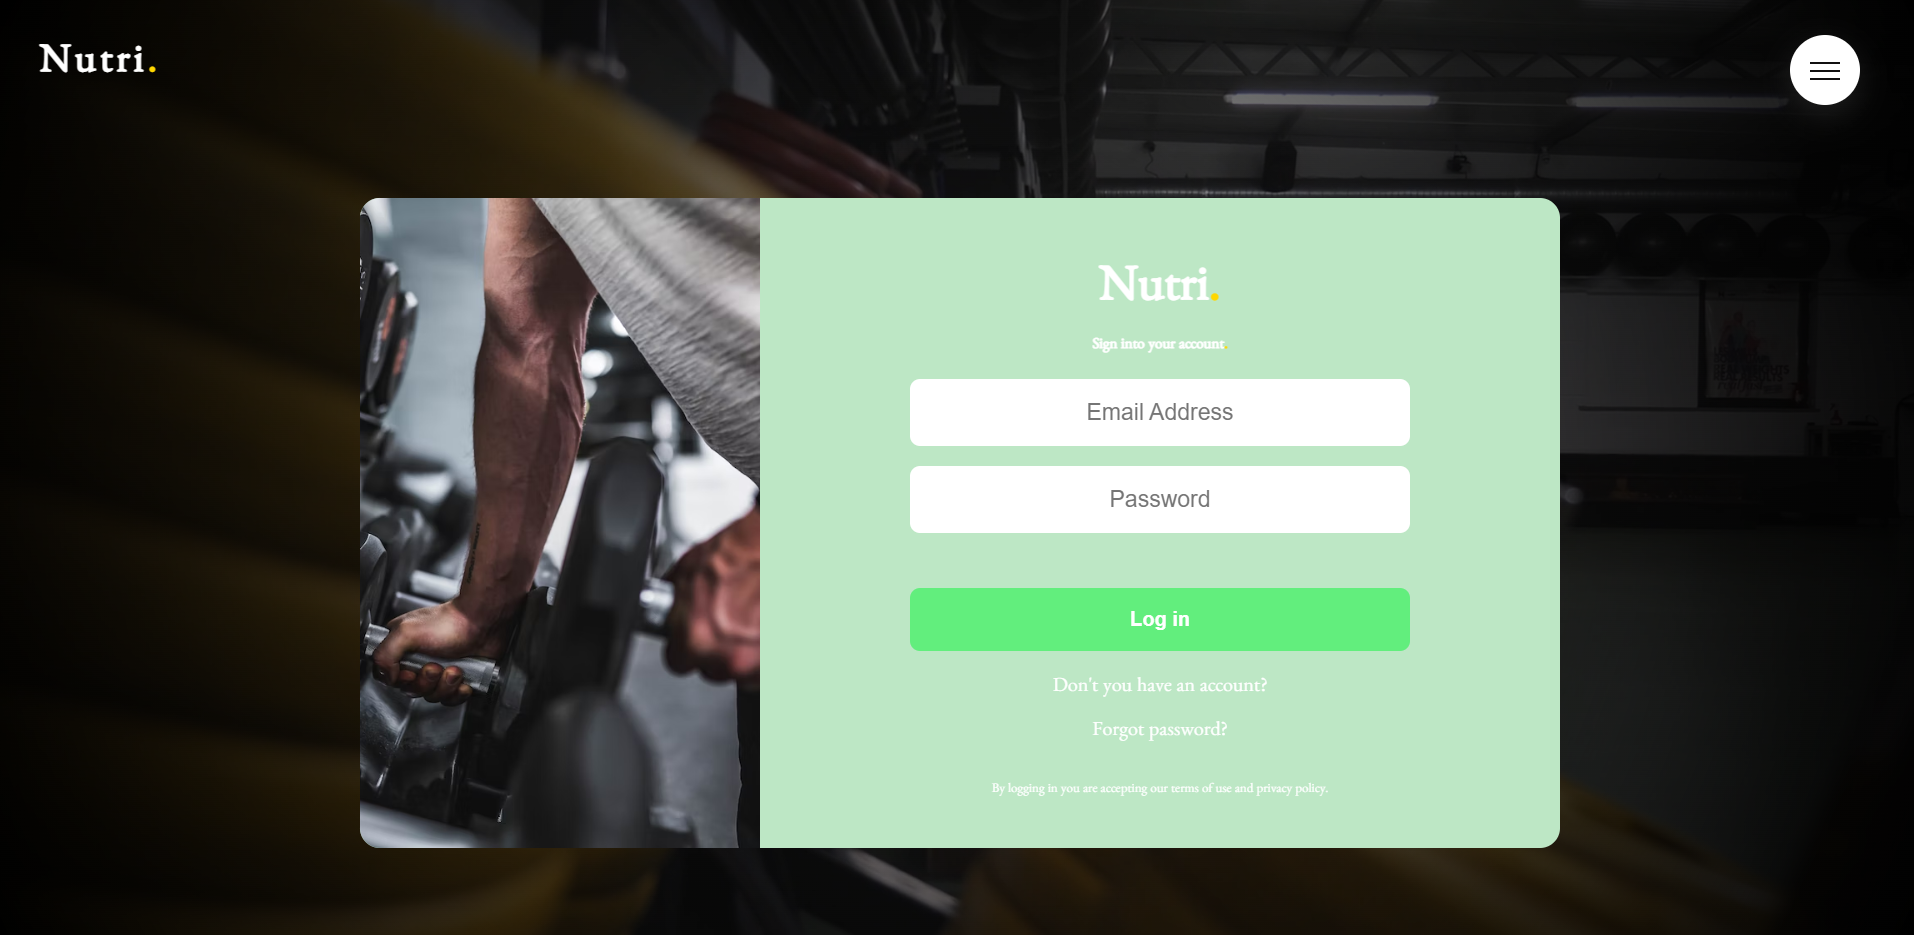 Nutri.
Nutri.
Sign into your account.
Email Address
Password
Log in
Don't you have an account?
Forgot password?
By logging in you are accepting our terms of use and privacy policy.